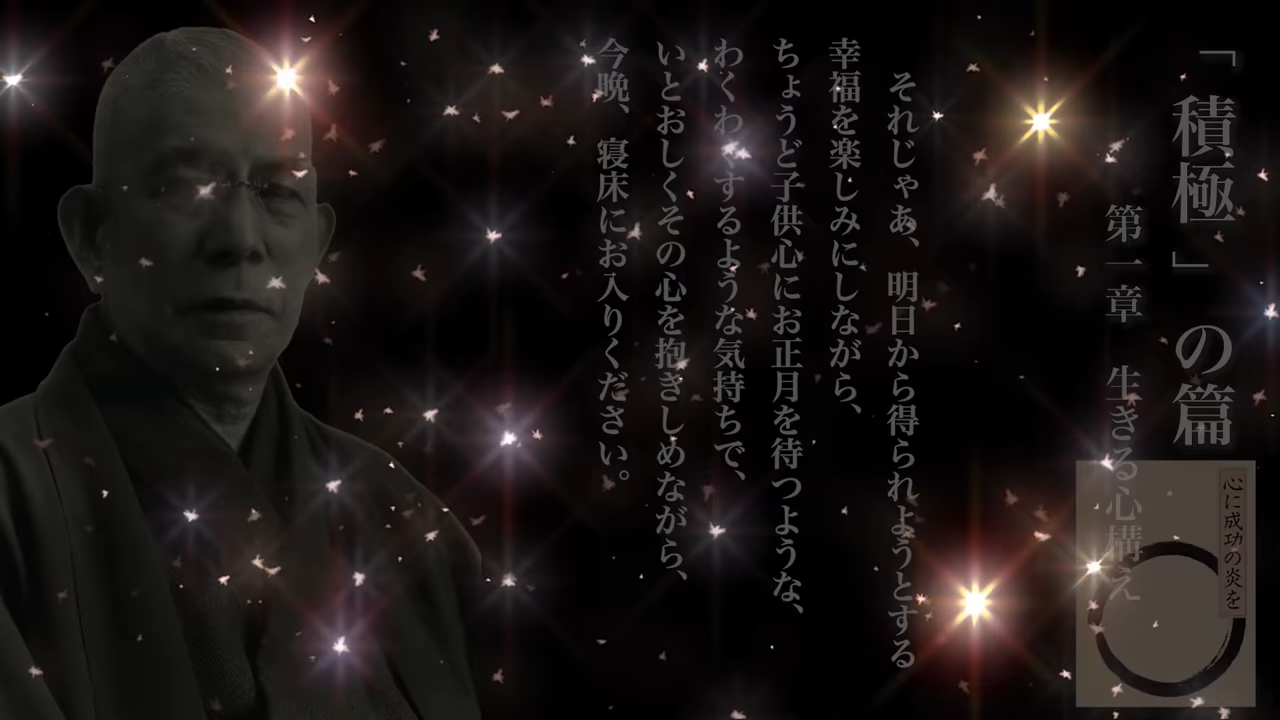 「積極」の篇
第一章　生きる心構え
心に成功の炎を
それじゃあ、明日から得られようとする
幸福を楽しみにしながら、
ちょうど子供心にお正月を待つような、
わくわくするような気持ちで、
いとおしくその心を抱きしめながら、
今晩、寝床にお入りください。